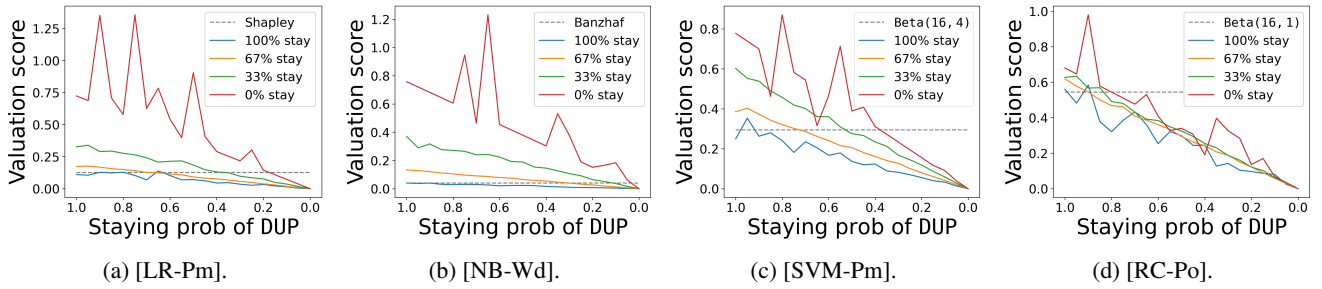 Valuation score
1.25
1.00
0.75
0.50
0.25
0.00
Shapley
100% stay
67% stay
33% stay
0% stay
1.0 0.8 0.6 0.4 0.2 0.0
Staying prob of DUP
(a) [LR-Pm].
Valuation score
1.2
1.0
0.8
0.6
0.4
0.2
0.0
Banzhaf
100% stay
67% stay
33% stay
0% stay
1.0 0.8 0.6 0.4 0.2 0.0
Staying prob of DUP
(b) [NB-Wd].
Valuation score
0.8
0.6
0.4
0.2
0.0
Beta(16, 4)
100% stay
67% stay
33% stay
0% stay
1.0 0.8 0.6 0.4 0.2 0.0
Staying prob of DUP
(c) [SVM-Pm].
Valuation score
1.0
0.8
0.6
0.4
0.2
0.0
Beta(16, 1)
100% stay
67% stay
33% stay
0% stay
1.0 0.8 0.6 0.4 0.2 0.0
Staying prob of DUP
(d) [RC-Po].